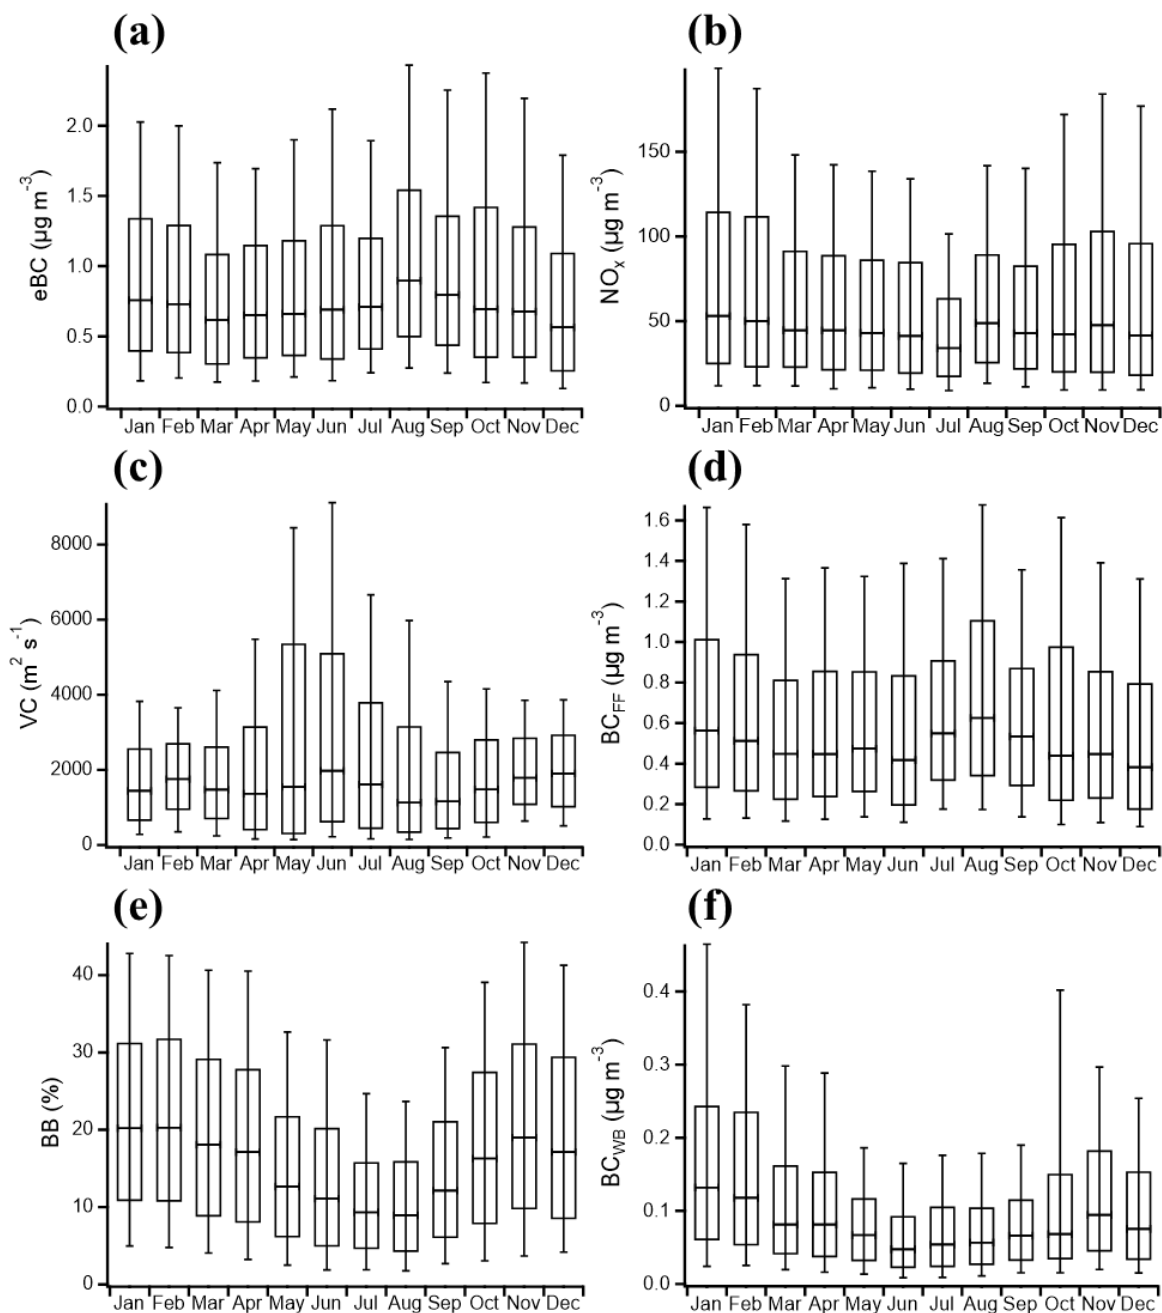 (a)
eBC (µg m⁻³)
2.0
1.5
1.0
0.5
0.0
Jan Feb Mar Apr May Jun Jul Aug Sep Oct Nov Dec
(b)
NOₓ (µg m⁻³)
150
100
50
0
Jan Feb Mar Apr May Jun Jul Aug Sep Oct Nov Dec
(c)
VC (m² s⁻¹)
8000
6000
4000
2000
0
Jan Feb Mar Apr May Jun Jul Aug Sep Oct Nov Dec
(d)
BC_FF (µg m⁻³)
1.6
1.4
1.2
1.0
0.8
0.6
0.4
0.2
0.0
Jan Feb Mar Apr May Jun Jul Aug Sep Oct Nov Dec
(e)
BB (%)
40
30
20
10
0
Jan Feb Mar Apr May Jun Jul Aug Sep Oct Nov Dec
(f)
BC_WB (µg m⁻³)
0.4
0.3
0.2
0.1
0.0
Jan Feb Mar Apr May Jun Jul Aug Sep Oct Nov Dec